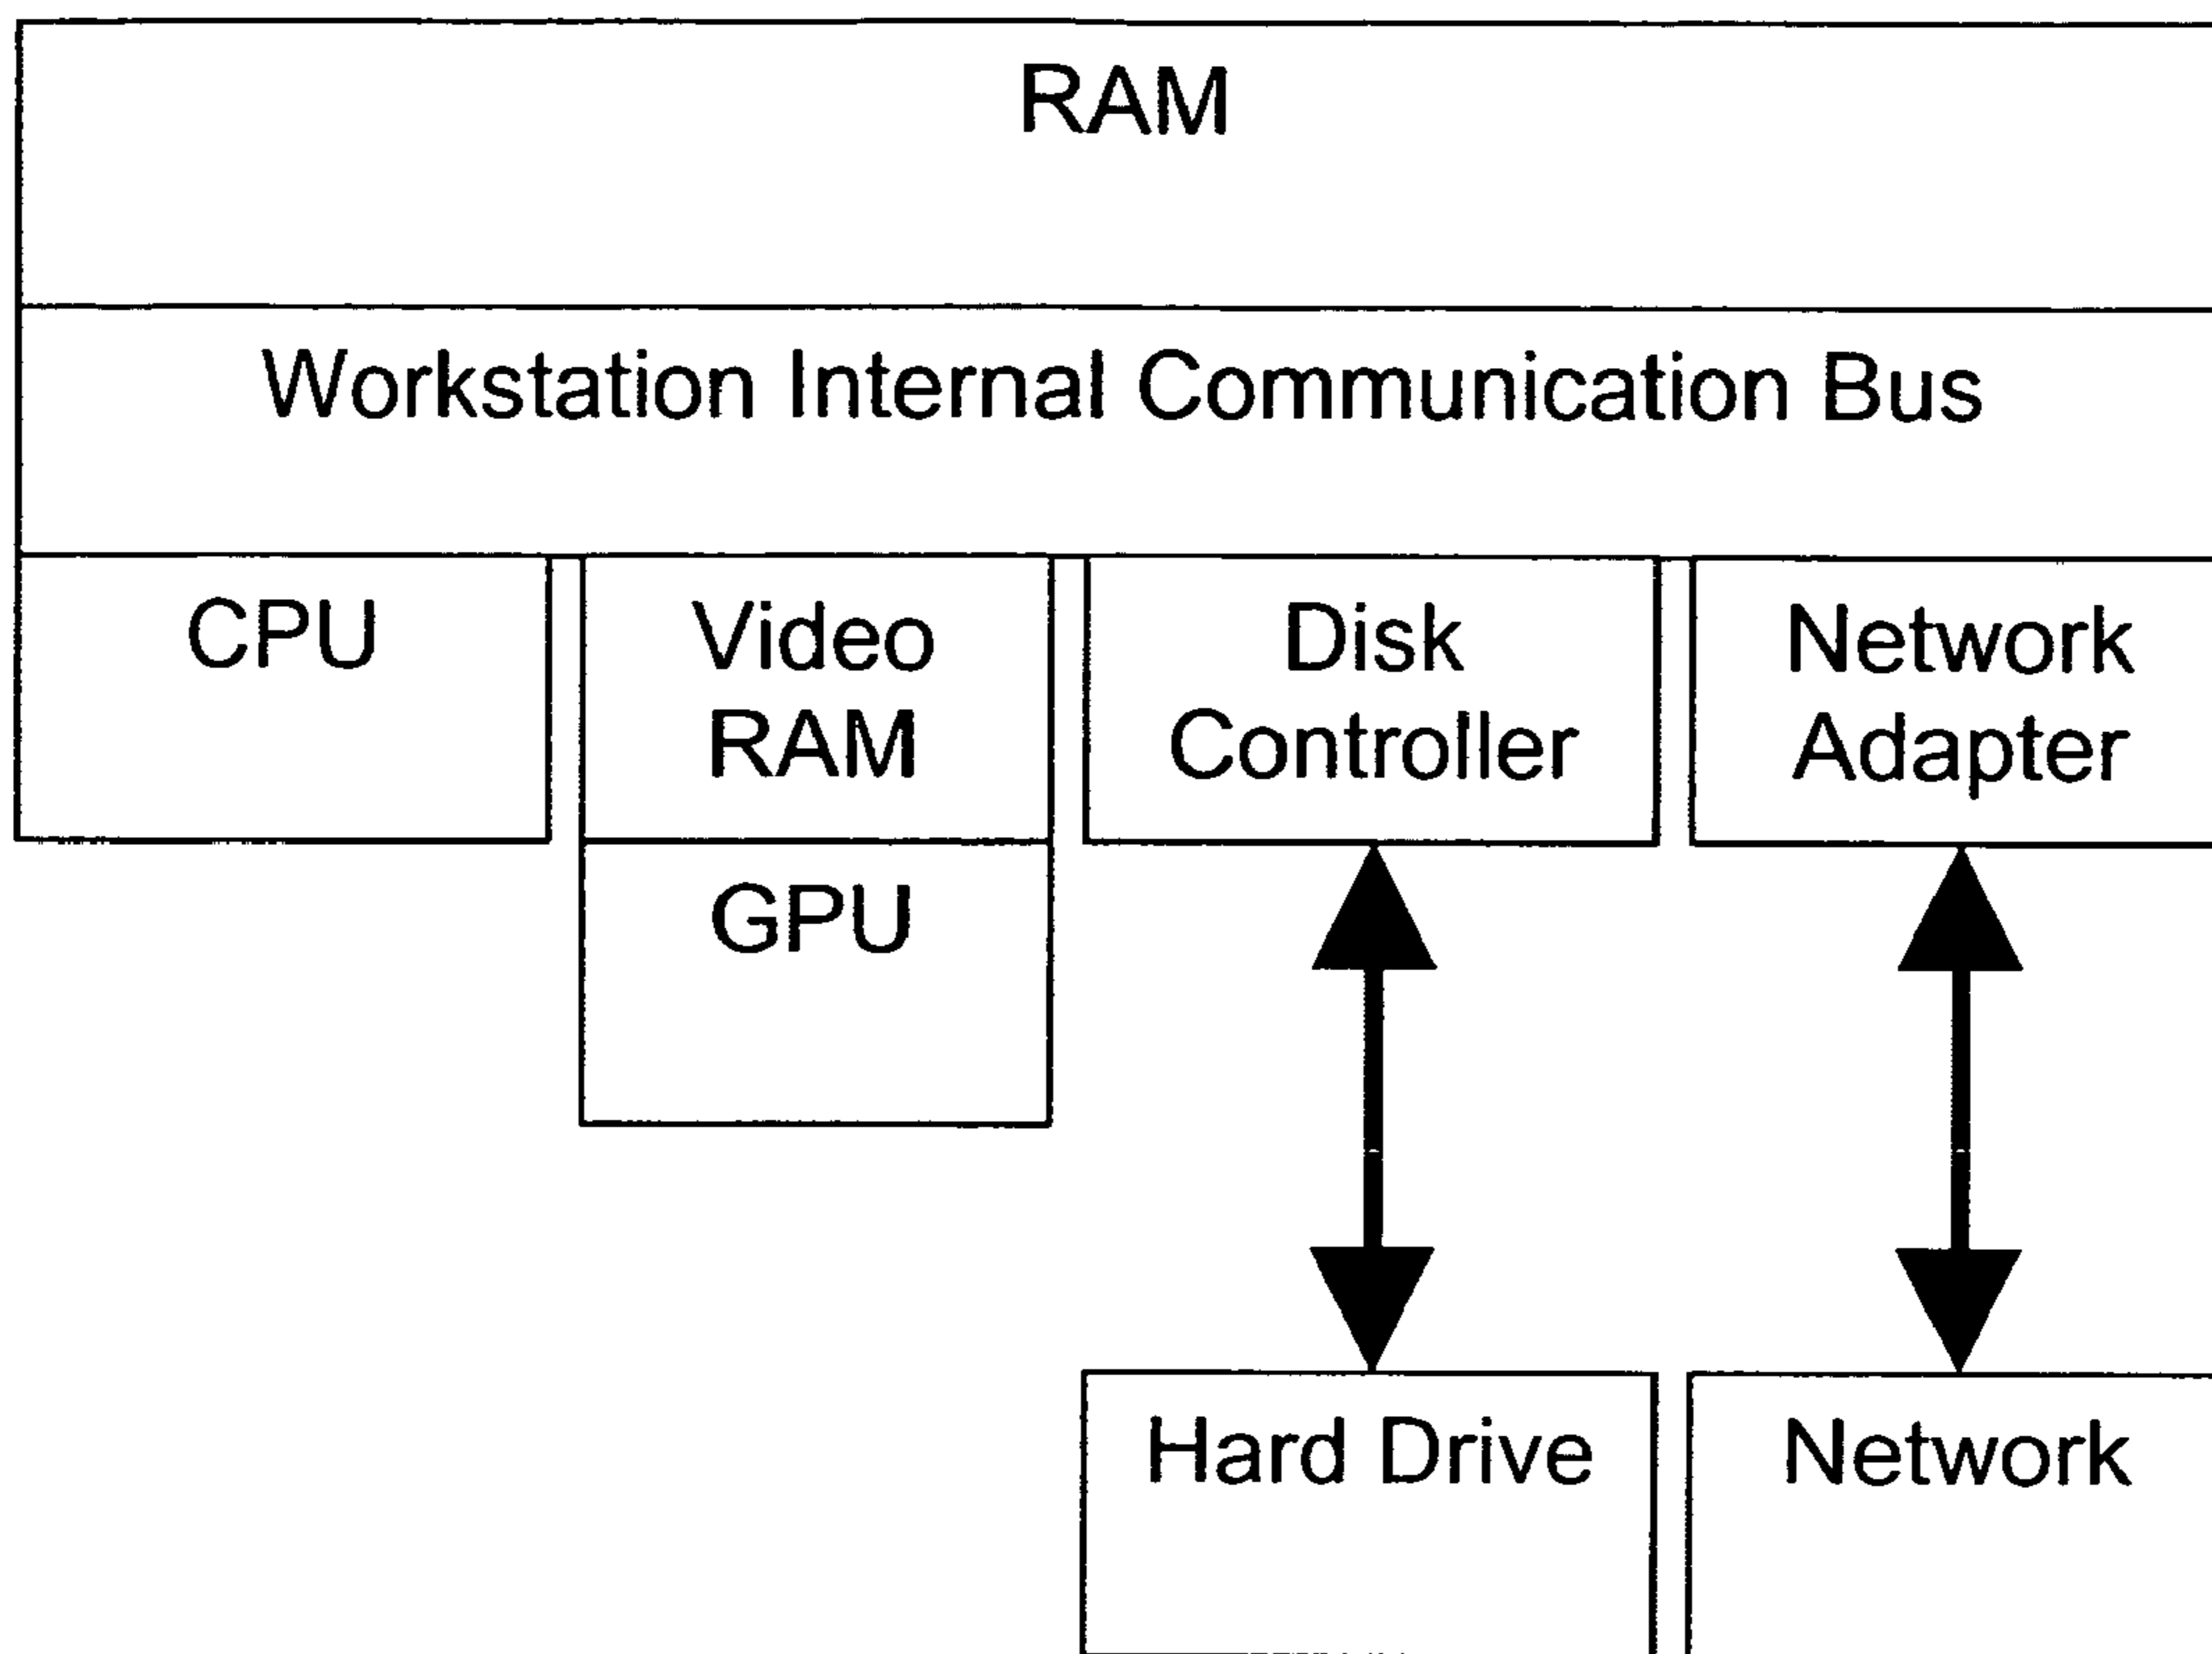 RAM
Workstation Internal Communication Bus
CPU
Video
RAM
Disk
Controller
Network
Adapter
GPU
Hard Drive
Network